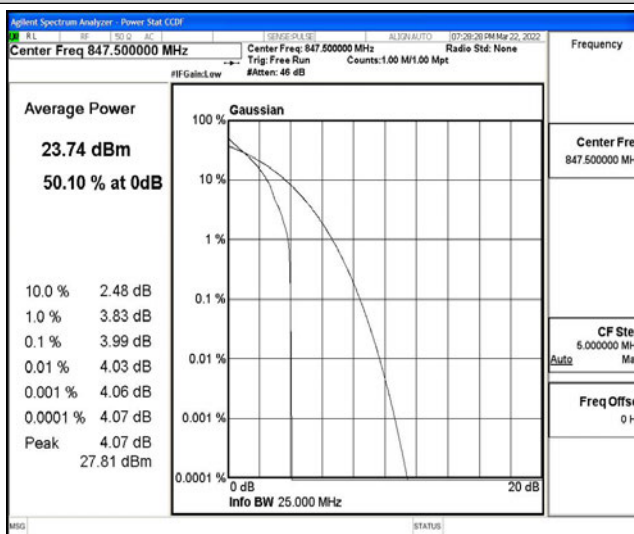 Agilent Spectrum Analyzer - Power Stat CCDF
RL RF 50 Ω AC SENSE:PULSE ALIGN AUTO 07:28:28 PM Mar 22, 2022
Center Freq 847.500000 MHz
Center Freq: 847.500000 MHz Radio Std: None
Trig: Free Run Counts:1.00 M/1.00 Mpt
#IFGain:Low #Atten: 46 dB
Frequency
Average Power
23.74 dBm
50.10 % at 0dB
10.0 % 2.48 dB
1.0 % 3.83 dB
0.1 % 3.99 dB
0.01 % 4.03 dB
0.001 % 4.06 dB
0.0001 % 4.07 dB
Peak 4.07 dB
27.81 dBm
Gaussian
100 %
10 %
1 %
0.1 %
0.01 %
0.001 %
0.0001 %
0 dB 20 dB
Info BW 25.000 MHz
Center Fre
847.500000 MH
CF Ste
5.000000 MH
Auto Ma
Freq Offs
0 H
MSG STATUS